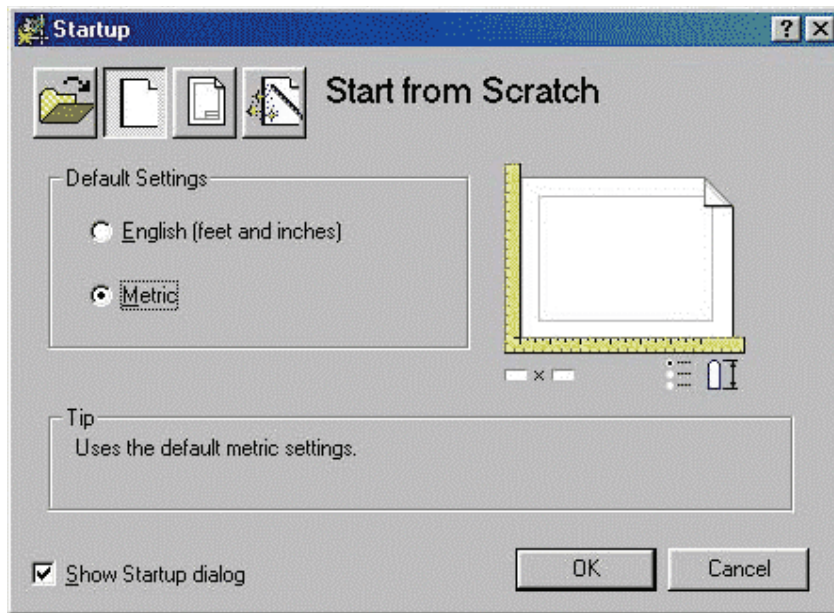 Startup
Start from Scratch
Default Settings
English (feet and inches)
Metric
Tip
Uses the default metric settings.
Show Startup dialog
OK
Cancel